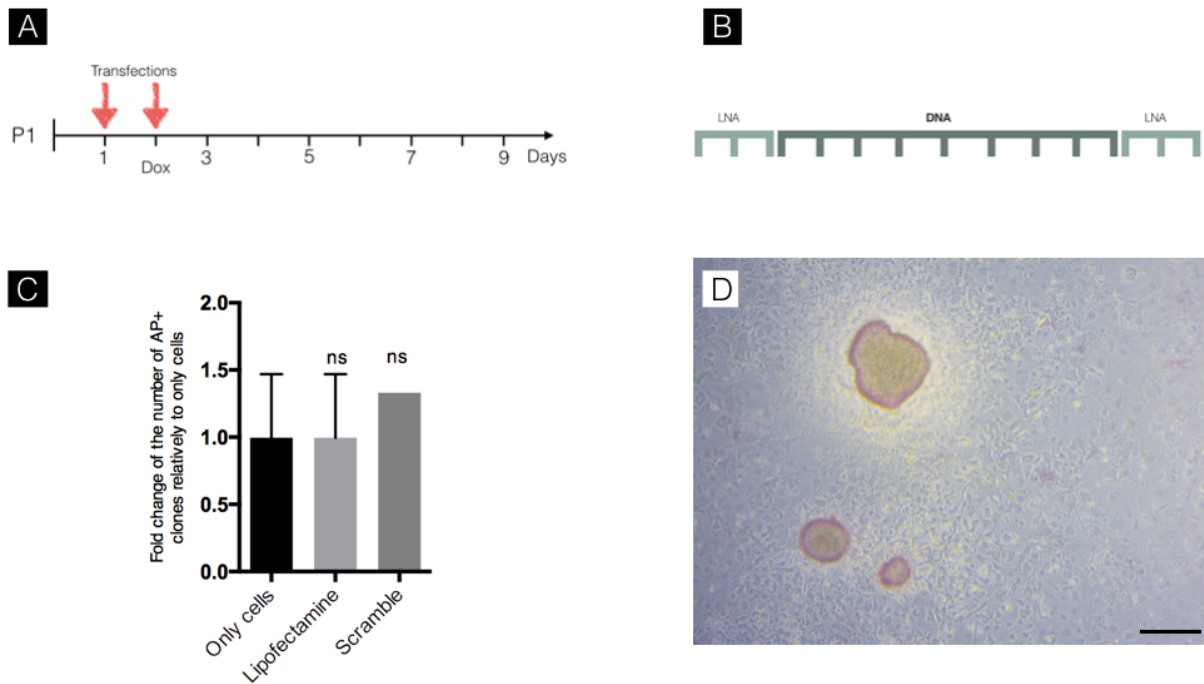 A
Transfections
P1
1
3
5
7
9
Days
Dox
B
LNA
DNA
LNA
C
Fold change of the number of AP+
clones relatively to only cells
2.0
1.5
1.0
0.5
0.0
ns
ns
Only cells
Lipofectamine
Scramble
D